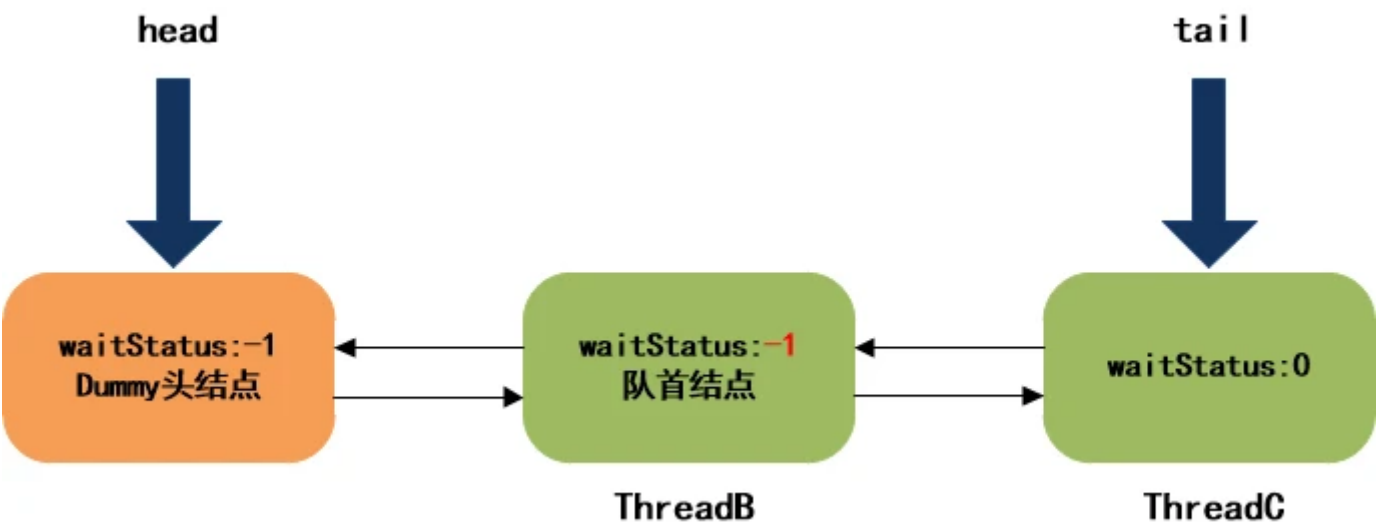 head
tail
waitStatus:-1
Dummy头结点
waitStatus:-1
队首结点
waitStatus:0
ThreadB
ThreadC